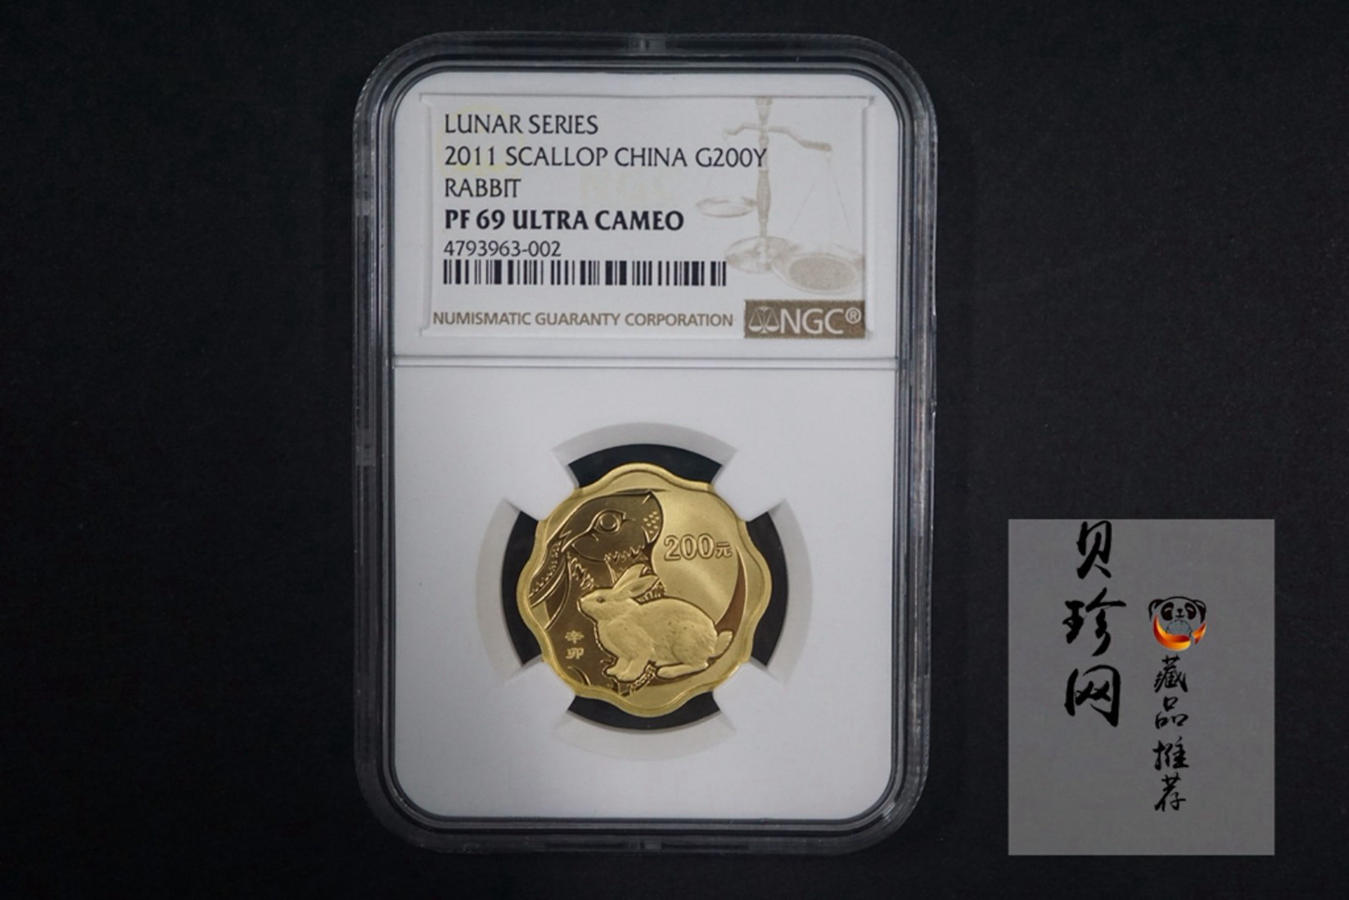 LUNAR SERIES
2011 SCALLOP CHINA G200Y
RABBIT
PF 69 ULTRA CAMEO
4793963-002
NUMISMATIC GUARANTY CORPORATION
NGC®
200元
辛卯
贝珍网
藏品推荐